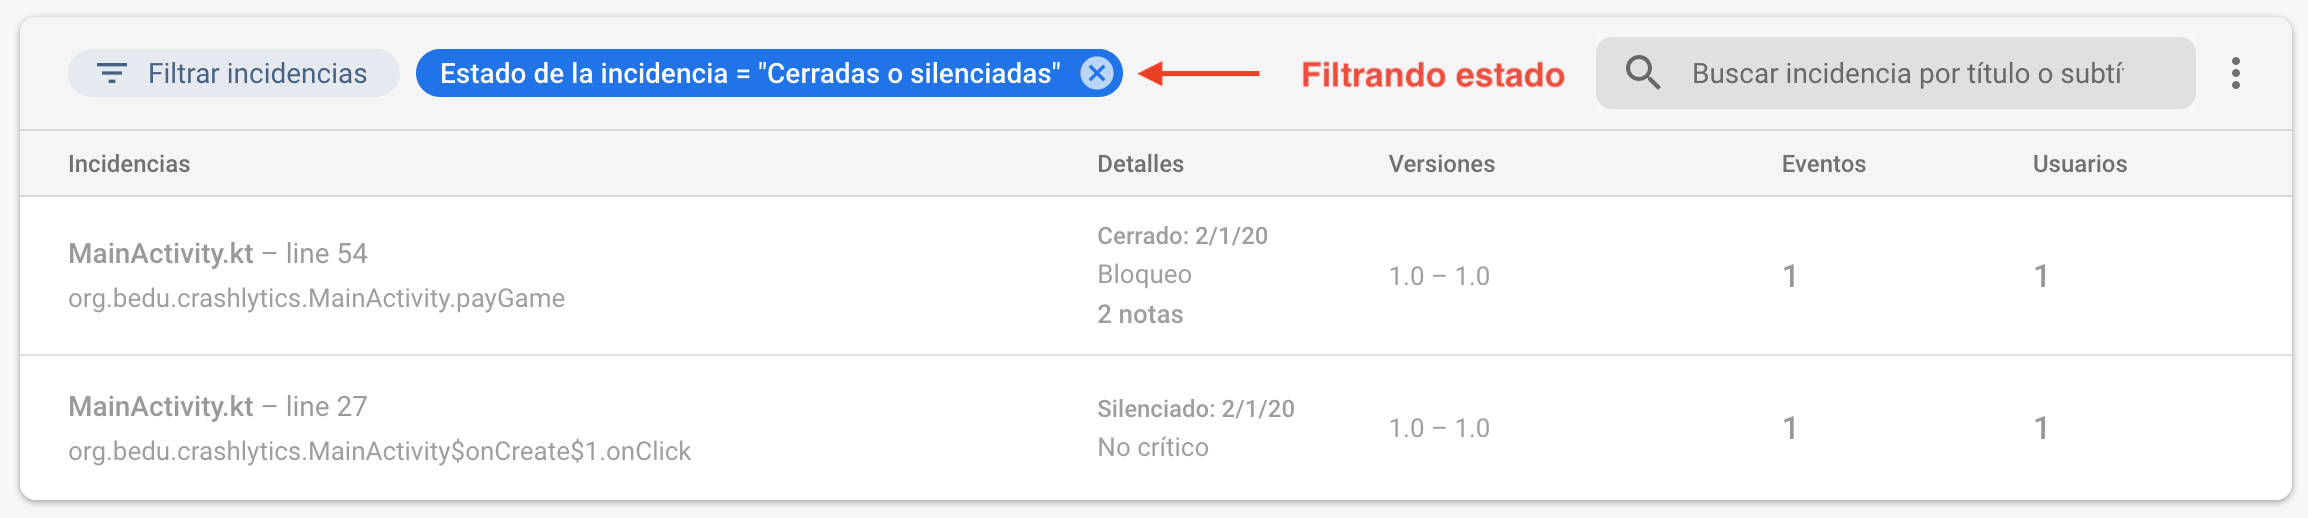 Filtrar incidencias
Estado de la incidencia = "Cerradas o silenciadas"
Filtrando estado
Buscar incidencia por título o subtí
Incidencias Detalles Versiones Eventos Usuarios
MainActivity.kt – line 54
org.bedu.crashlytics.MainActivity.payGame
Cerrado: 2/1/20
Bloqueo
2 notas
1.0 – 1.0
1
1
MainActivity.kt – line 27
org.bedu.crashlytics.MainActivity$onCreate$1.onClick
Silenciado: 2/1/20
No crítico
1.0 – 1.0
1
1